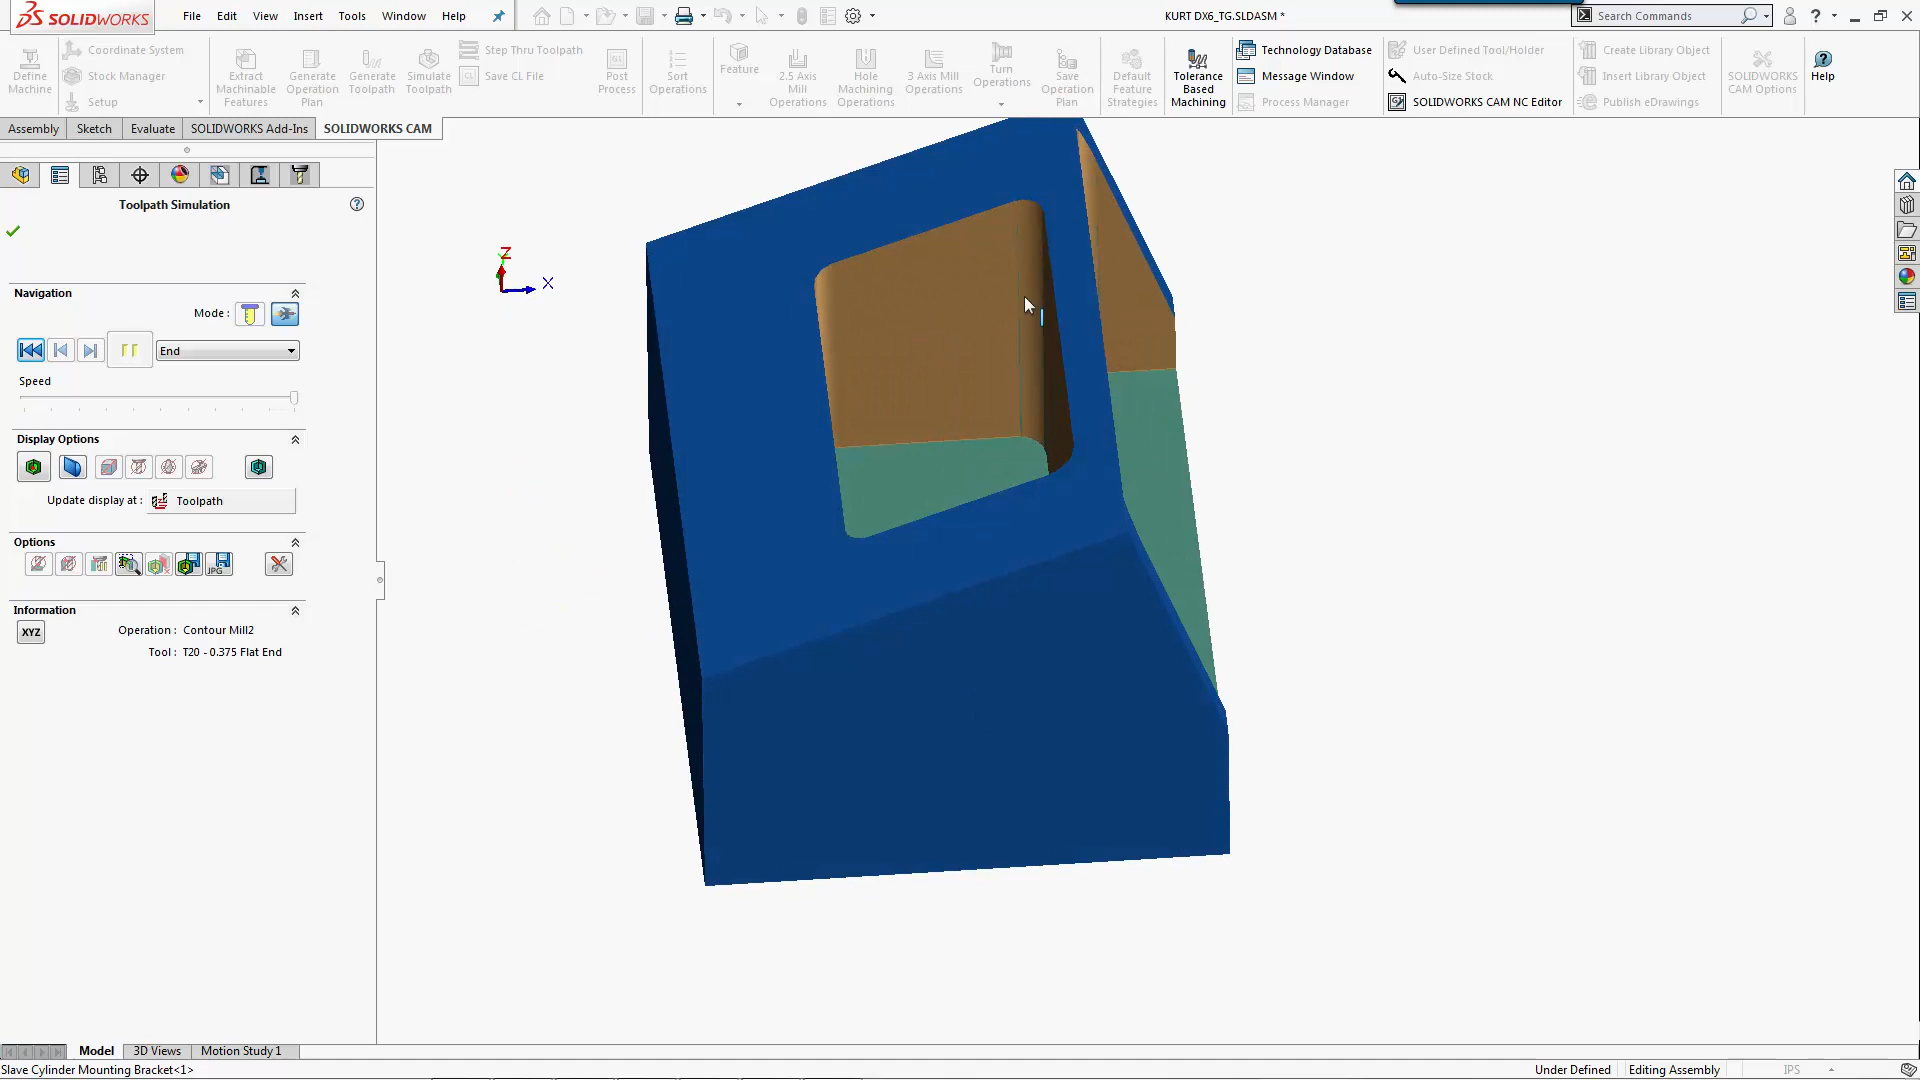 SOLIDWORKS
File Edit View Insert Tools Window Help
KURT DX6_TG.SLDASM *
Search Commands
Define Machine
Coordinate System
Stock Manager
Setup
Extract Machinable Features
Generate Operation Plan
Generate Toolpath
Simulate Toolpath
Step Thru Toolpath
Save CL File
Post Process
Sort Operations
Feature
2.5 Axis Mill Operations
Hole Machining Operations
3 Axis Mill Operations
Turn Operations
Save Operation Plan
Default Feature Strategies
Tolerance Based Machining
Technology Database
Message Window
Process Manager
User Defined Tool/Holder
Auto-Size Stock
SOLIDWORKS CAM NC Editor
Create Library Object
Insert Library Object
Publish eDrawings
SOLIDWORKS CAM Options
Help
Assembly Sketch Evaluate SOLIDWORKS Add-Ins SOLIDWORKS CAM
Toolpath Simulation
Navigation
Mode :
End
Speed
Display Options
Update display at : Toolpath
Options
JPG
Information
XYZ
Operation : Contour Mill2
Tool : T20 - 0.375 Flat End
Z
X
Model 3D Views Motion Study 1
Slave Cylinder Mounting Bracket<1>
Under Defined Editing Assembly IPS